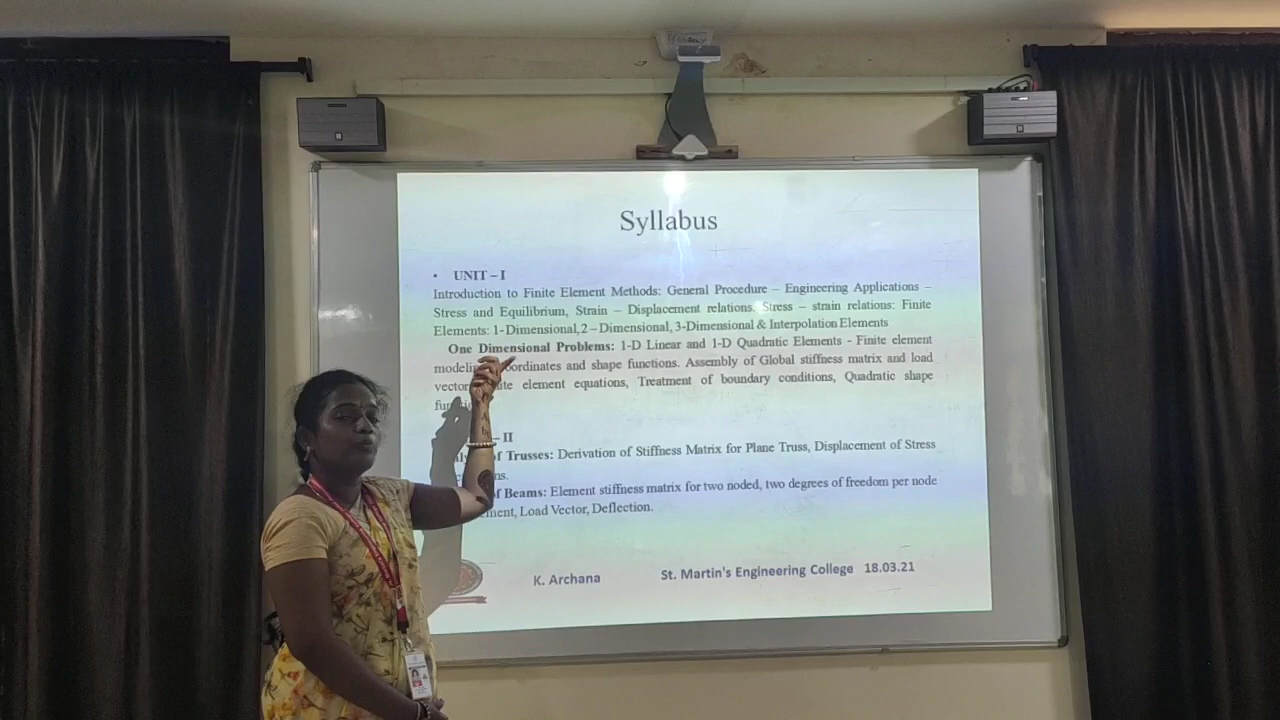 Syllabus
• UNIT – I
Introduction to Finite Element Methods: General Procedure – Engineering Applications –
Stress and Equilibrium, Strain – Displacement relations. Stress – strain relations: Finite
Elements: 1-Dimensional, 2 – Dimensional, 3-Dimensional & Interpolation Elements
One Dimensional Problems: 1-D Linear and 1-D Quadratic Elements - Finite element
coordinates and shape functions. Assembly of Global stiffness matrix and load
vector element equations, Treatment of boundary conditions, Quadratic shape
– II
of Trusses: Derivation of Stiffness Matrix for Plane Truss, Displacement of Stress
of Beams: Element stiffness matrix for two noded, two degrees of freedom per node
Load Vector, Deflection.
K. Archana St. Martin's Engineering College 18.03.21